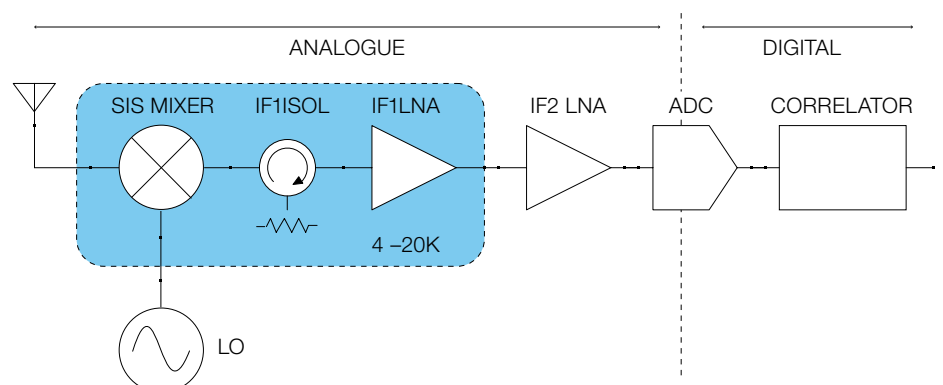 ANALOGUE
DIGITAL
SIS MIXER
IF1ISOL
IF1LNA
IF2 LNA
ADC
CORRELATOR
4 –20K
LO